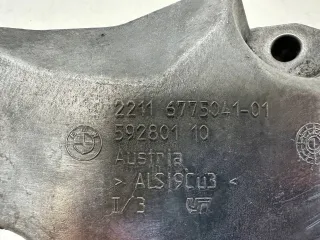 2211 6775041-01
592801 10
Austria
> ALSi9Cu3 <
I/3